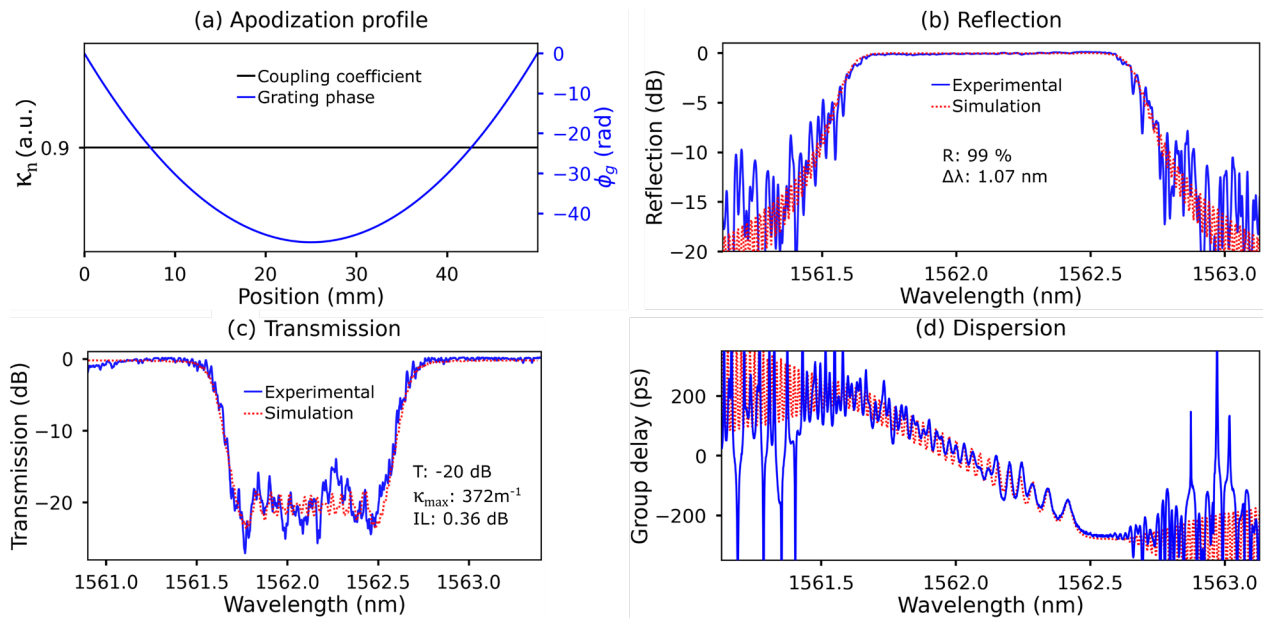 (a) Apodization profile
κn (a.u.)
0.9
Coupling coefficient
Grating phase
0
−10
−20
−30
−40
ϕg (rad)
0 10 20 30 40
Position (mm)
(b) Reflection
Reflection (dB)
0
−5
−10
−15
−20
Experimental
Simulation
R: 99 %
Δλ: 1.07 nm
1561.5 1562.0 1562.5 1563.0
Wavelength (nm)
(c) Transmission
Transmission (dB)
0
−10
−20
Experimental
Simulation
T: -20 dB
κmax: 372m⁻¹
IL: 0.36 dB
1561.0 1561.5 1562.0 1562.5 1563.0
Wavelength (nm)
(d) Dispersion
Group delay (ps)
200
0
−200
1561.5 1562.0 1562.5 1563.0
Wavelength (nm)